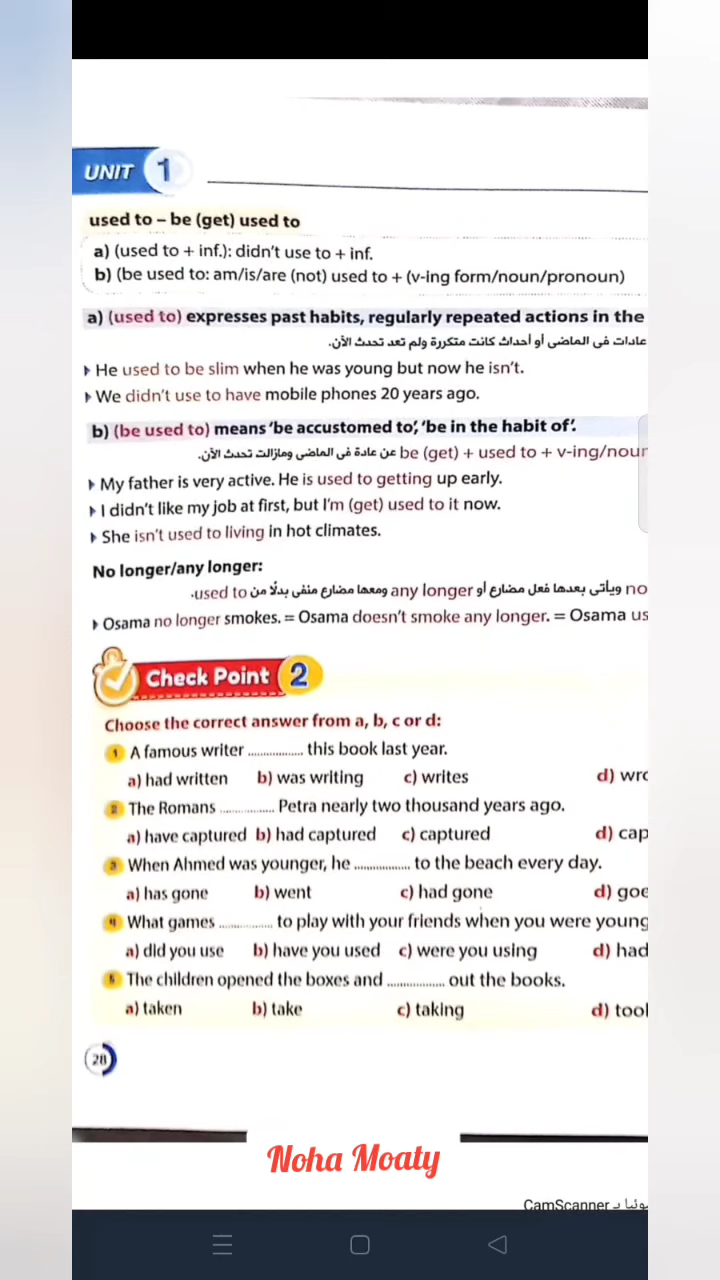 UNIT 1
used to – be (get) used to
a) (used to + inf.): didn't use to + inf.
b) (be used to: am/is/are (not) used to + (v-ing form/noun/pronoun)
a) (used to) expresses past habits, regularly repeated actions in the
عادات فى الماضى أو أحداث كانت متكررة ولم تعد تحدث الآن.
He used to be slim when he was young but now he isn't.
We didn't use to have mobile phones 20 years ago.
b) (be used to) means 'be accustomed to', 'be in the habit of'.
be (get) + used to + v-ing/noun عن عادة فى الماضى ومازالت تحدث الآن.
My father is very active. He is used to getting up early.
I didn't like my job at first, but I'm (get) used to it now.
She isn't used to living in hot climates.
No longer/any longer:
no ويأتى بعدها فعل مضارع أو any longer ومعها مضارع منفى بدلًا من used to.
Osama no longer smokes. = Osama doesn't smoke any longer. = Osama us
Check Point 2
Choose the correct answer from a, b, c or d:
1 A famous writer ............... this book last year.
a) had written b) was writing c) writes d) wro
2 The Romans ............... Petra nearly two thousand years ago.
a) have captured b) had captured c) captured d) cap
3 When Ahmed was younger, he ............... to the beach every day.
a) has gone b) went c) had gone d) goe
4 What games ............... to play with your friends when you were young
a) did you use b) have you used c) were you using d) had
5 The children opened the boxes and ............... out the books.
a) taken b) take c) taking d) tool
28
Noha Moaty
CamScanner بـ